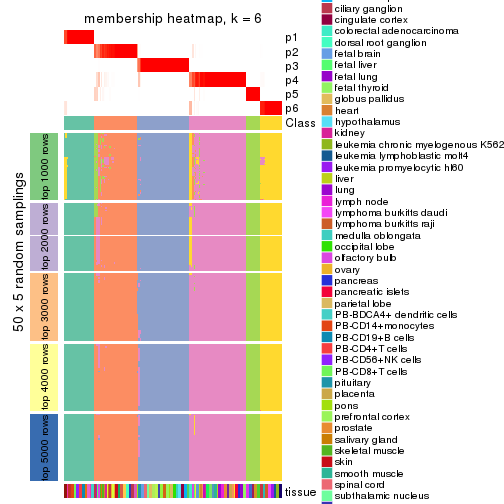 membership heatmap, k = 6
p1
p2
p3
p4
p5
p6
Class
50 x 5 random samplings
top 1000 rows
top 2000 rows
top 3000 rows
top 4000 rows
top 5000 rows
tissue
ciliary ganglion
cingulate cortex
colorectal adenocarcinoma
dorsal root ganglion
fetal brain
fetal liver
fetal lung
fetal thyroid
globus pallidus
heart
hypothalamus
kidney
leukemia chronic myelogenous K562
leukemia lymphoblastic molt4
leukemia promyelocytic hl60
liver
lung
lymph node
lymphoma burkitts daudi
lymphoma burkitts raji
medulla oblongata
occipital lobe
olfactory bulb
ovary
pancreas
pancreatic islets
parietal lobe
PB-BDCA4+ dendritic cells
PB-CD14+monocytes
PB-CD19+B cells
PB-CD4+T cells
PB-CD56+NK cells
PB-CD8+T cells
pituitary
placenta
pons
prefrontal cortex
prostate
salivary gland
skeletal muscle
skin
smooth muscle
spinal cord
subthalamic nucleus